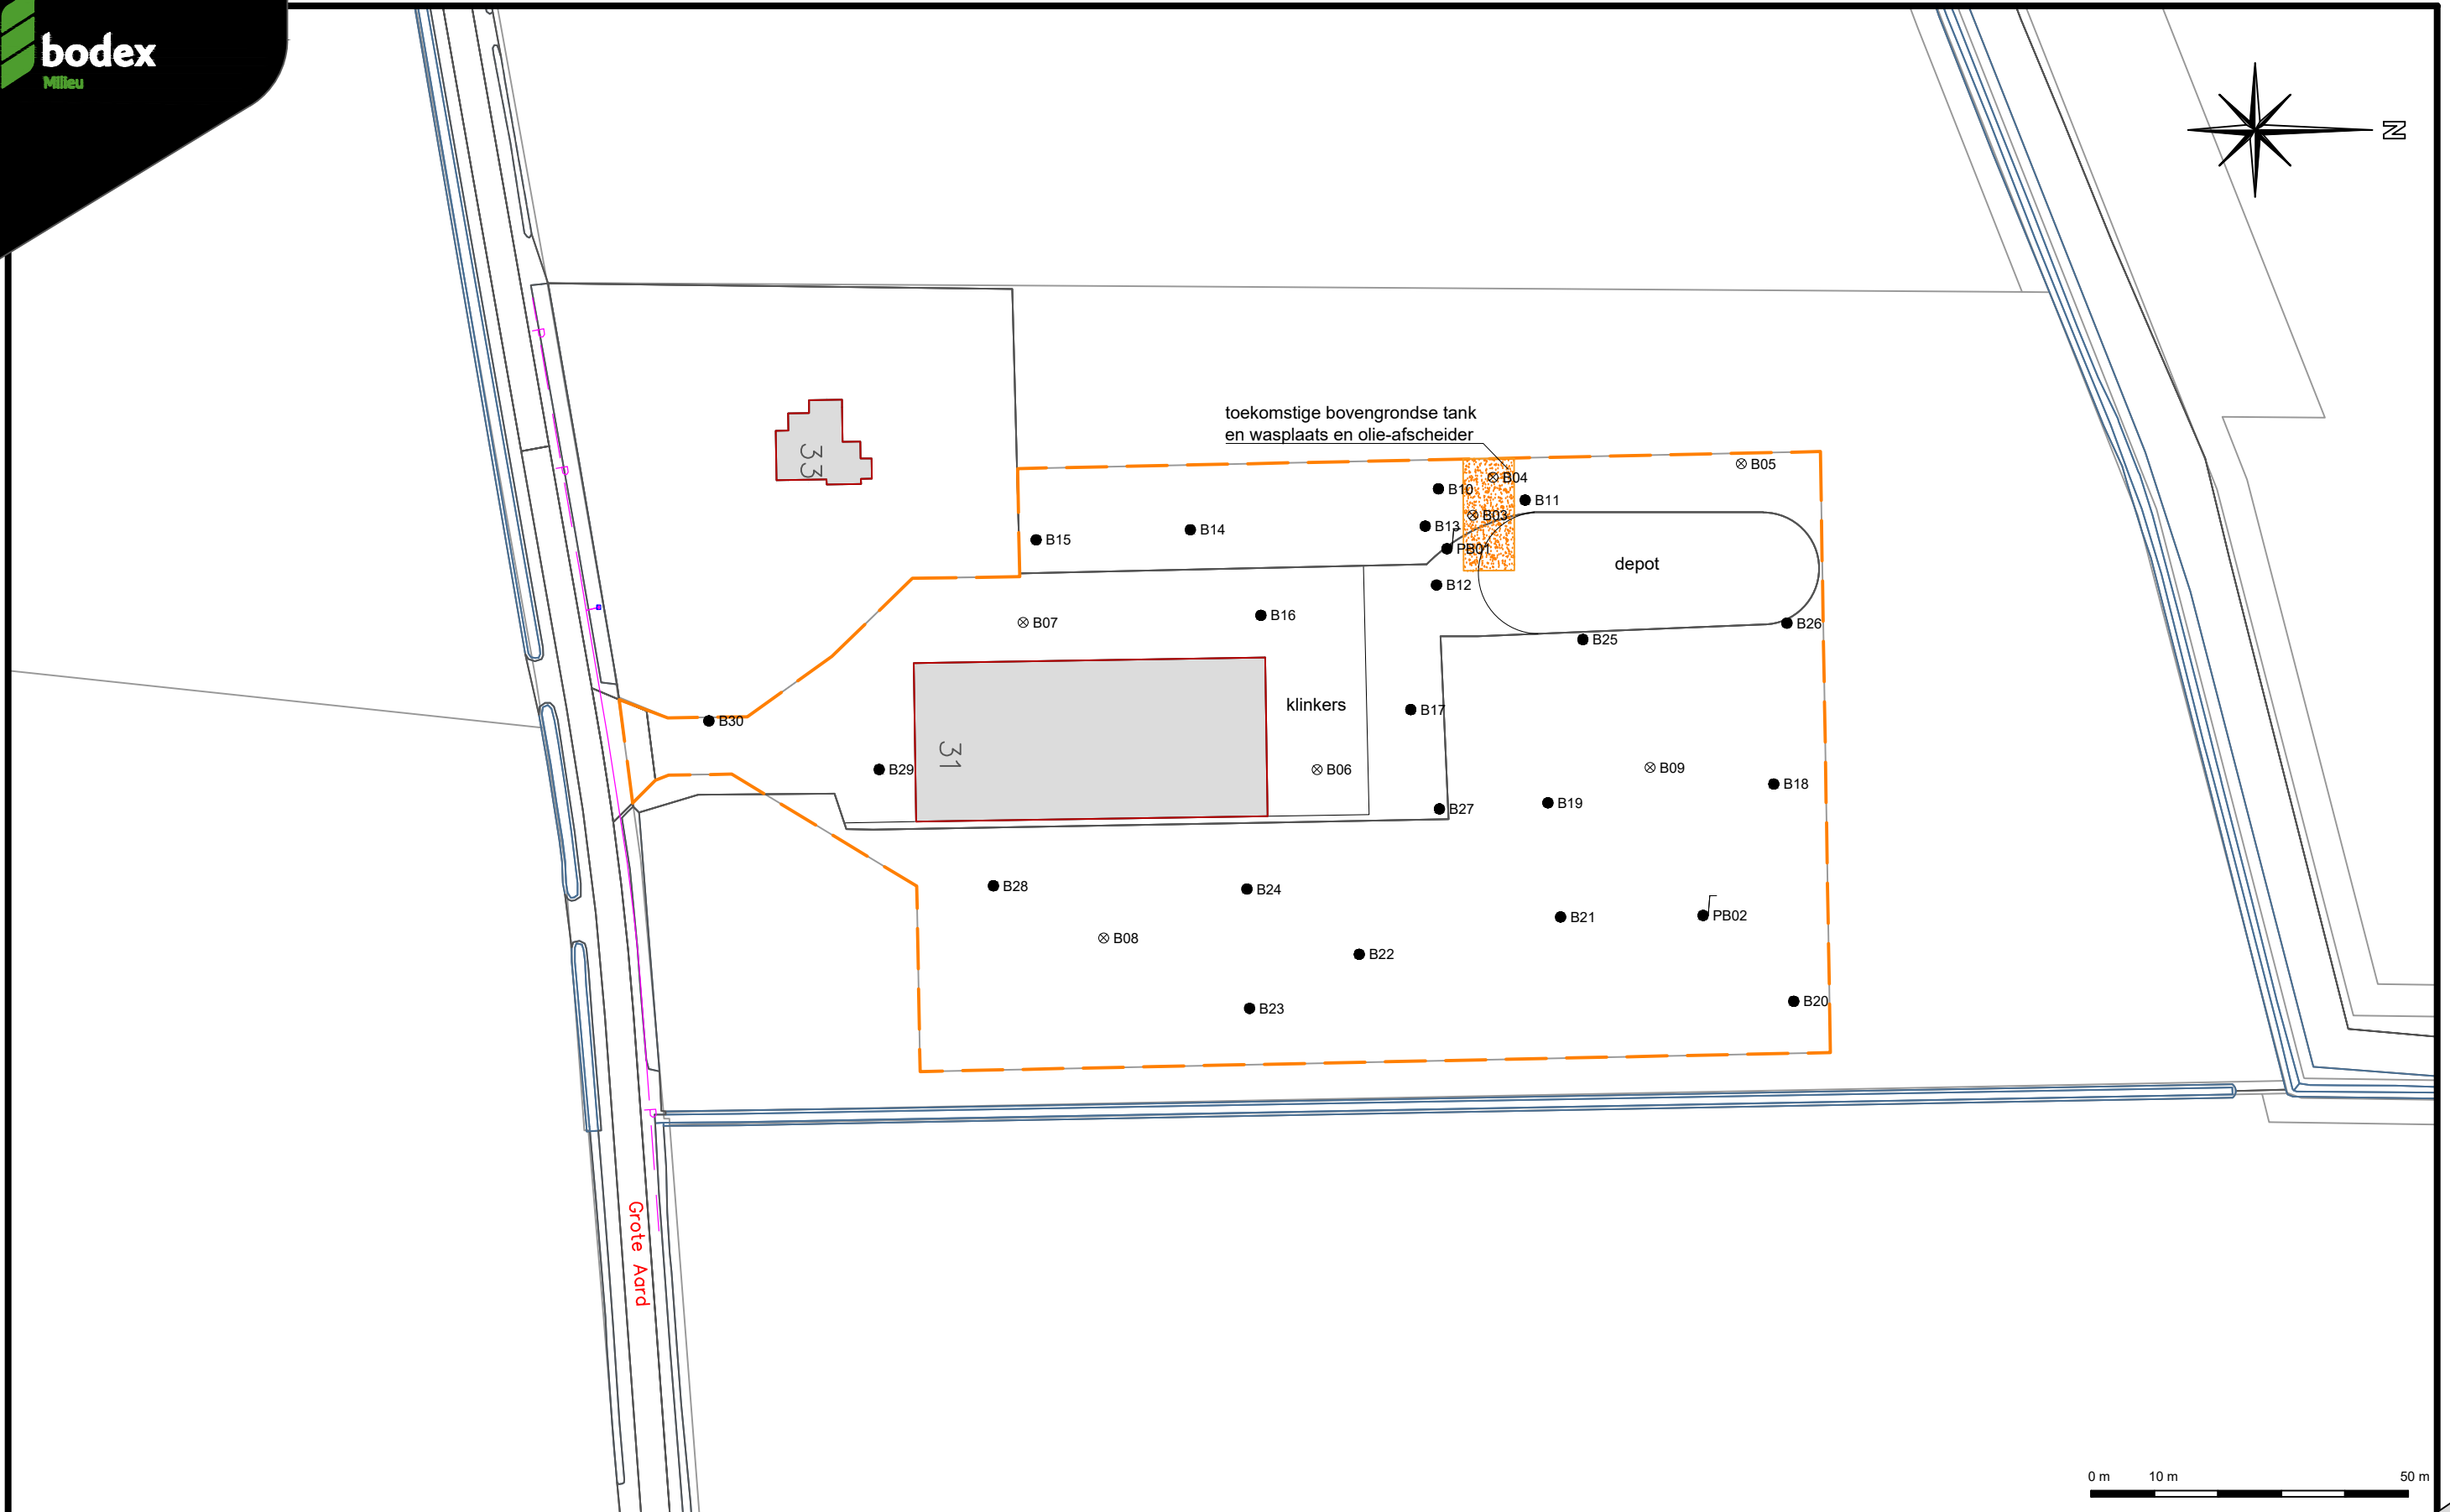 bodex
Milieu
N
toekomstige bovengrondse tank
en wasplaats en olie-afscheider
33
B05
B04
B10
B11
B03
B13
B14
B15
PB01
depot
B12
B16
B07
B26
B25
klinkers
B17
B30
31
B29
B06
B09
B18
B19
B27
B28
B24
PB02
B21
B08
B22
B20
B23
Grote Aard
0 m 10 m 50 m